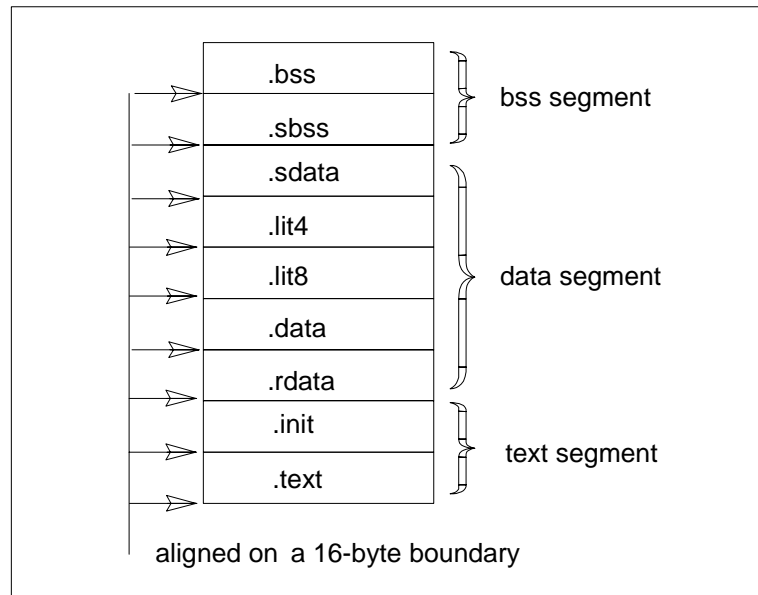 .bss
.sbss
bss segment
.sdata
.lit4
.lit8
.data
.rdata
data segment
.init
.text
text segment
aligned on a 16-byte boundary